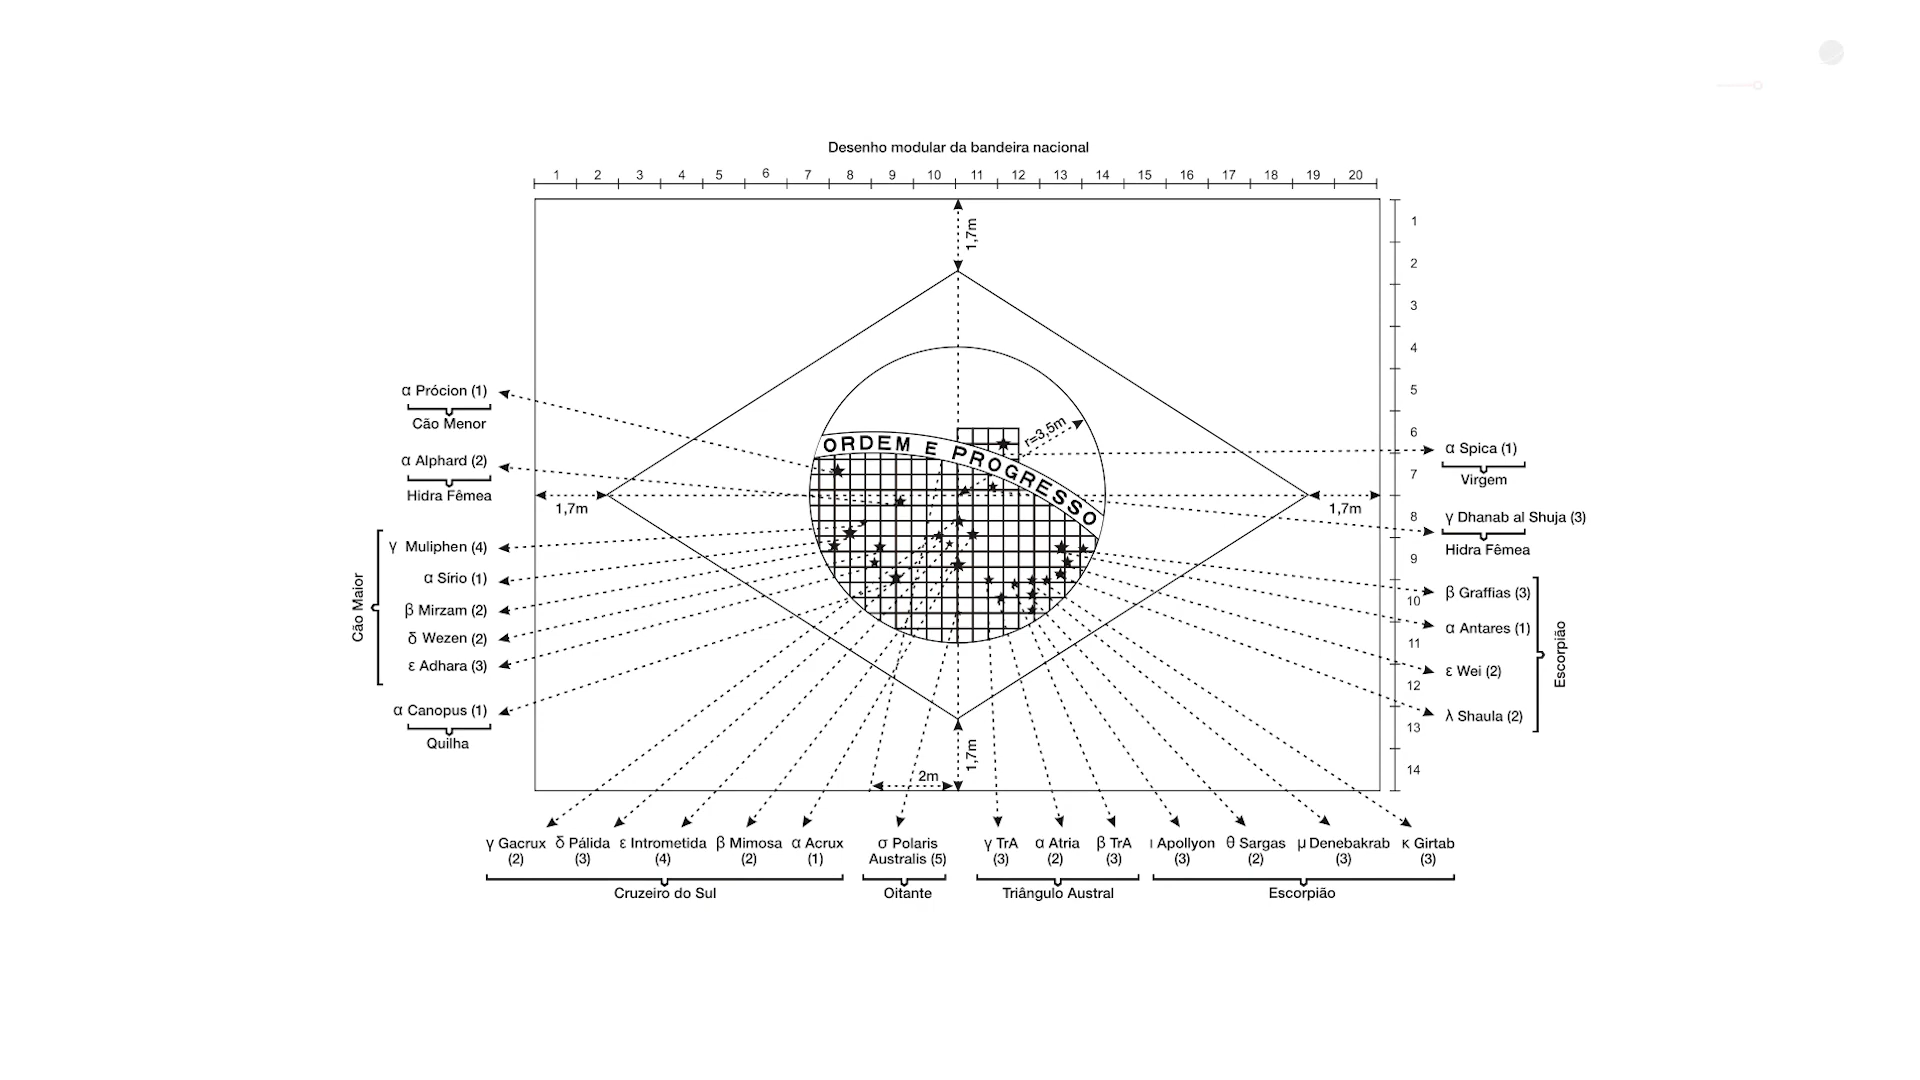 Desenho modular da bandeira nacional
1 2 3 4 5 6 7 8 9 10 11 12 13 14 15 16 17 18 19 20
1
2
3
4
5
6
7
8
9
10
11
12
13
14
1,7m
1,7m
1,7m
1,7m
2m
r=3,5m
ORDEM E PROGRESSO
α Prócion (1)
Cão Menor
α Alphard (2)
Hidra Fêmea
γ Muliphen (4)
α Sírio (1)
β Mirzam (2)
δ Wezen (2)
ε Adhara (3)
Cão Maior
α Canopus (1)
Quilha
α Spica (1)
Virgem
γ Dhanab al Shuja (3)
Hidra Fêmea
β Graffias (3)
α Antares (1)
ε Wei (2)
λ Shaula (2)
Escorpião
γ Gacrux (2)
δ Pálida (3)
ε Intrometida (4)
β Mimosa (2)
α Acrux (1)
Cruzeiro do Sul
σ Polaris
Australis (5)
Oitante
γ TrA (3)
α Atria (2)
β TrA (3)
Triângulo Austral
ι Apollyon (3)
θ Sargas (2)
μ Denebakrab (3)
κ Girtab (3)
Escorpião